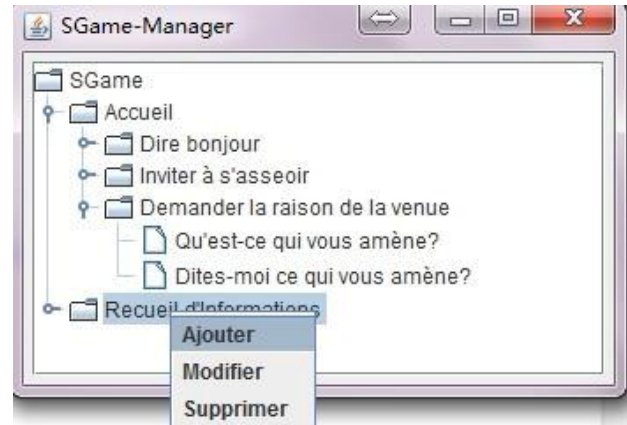 SGame-Manager
SGame
Accueil
Dire bonjour
Inviter à s'asseoir
Demander la raison de la venue
Qu'est-ce qui vous amène?
Dites-moi ce qui vous amène?
Recueil d'Informations
Ajouter
Modifier
Supprimer